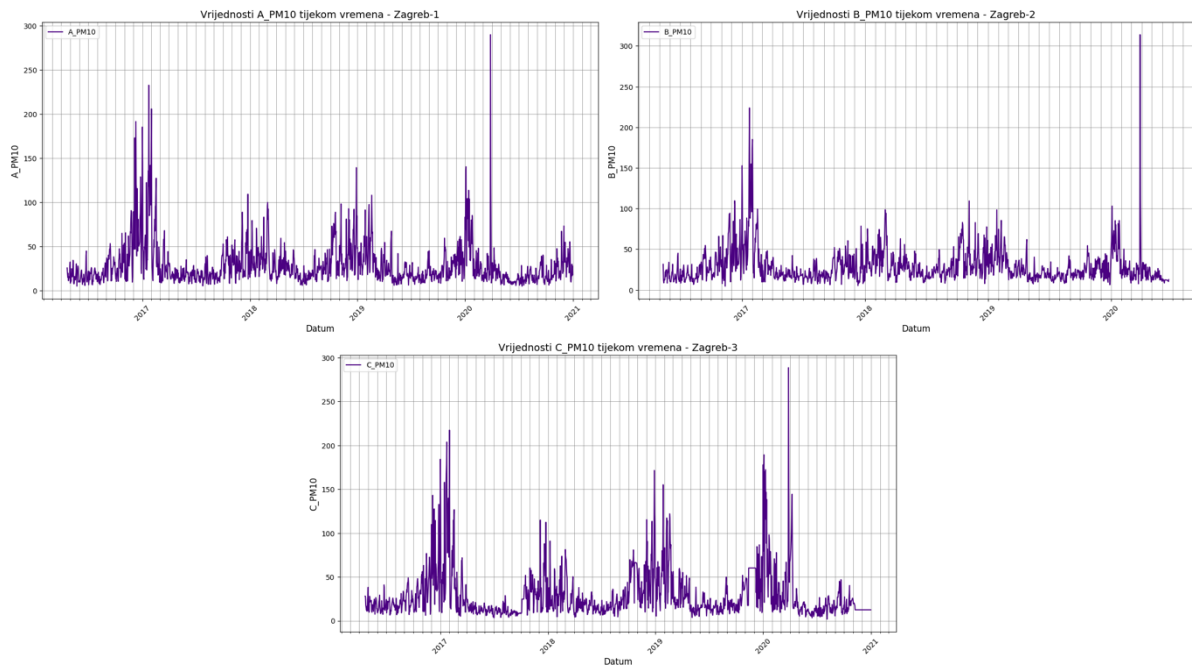 Vrijednosti A_PM10 tijekom vremena - Zagreb-1
A_PM10
300
250
200
150
100
50
0
A_PM10
2017
2018
2019
2020
2021
Datum
Vrijednosti B_PM10 tijekom vremena - Zagreb-2
B_PM10
300
250
200
150
100
50
0
B_PM10
2017
2018
2019
2020
Datum
Vrijednosti C_PM10 tijekom vremena - Zagreb-3
C_PM10
300
250
200
150
100
50
0
C_PM10
2017
2018
2019
2020
2021
Datum